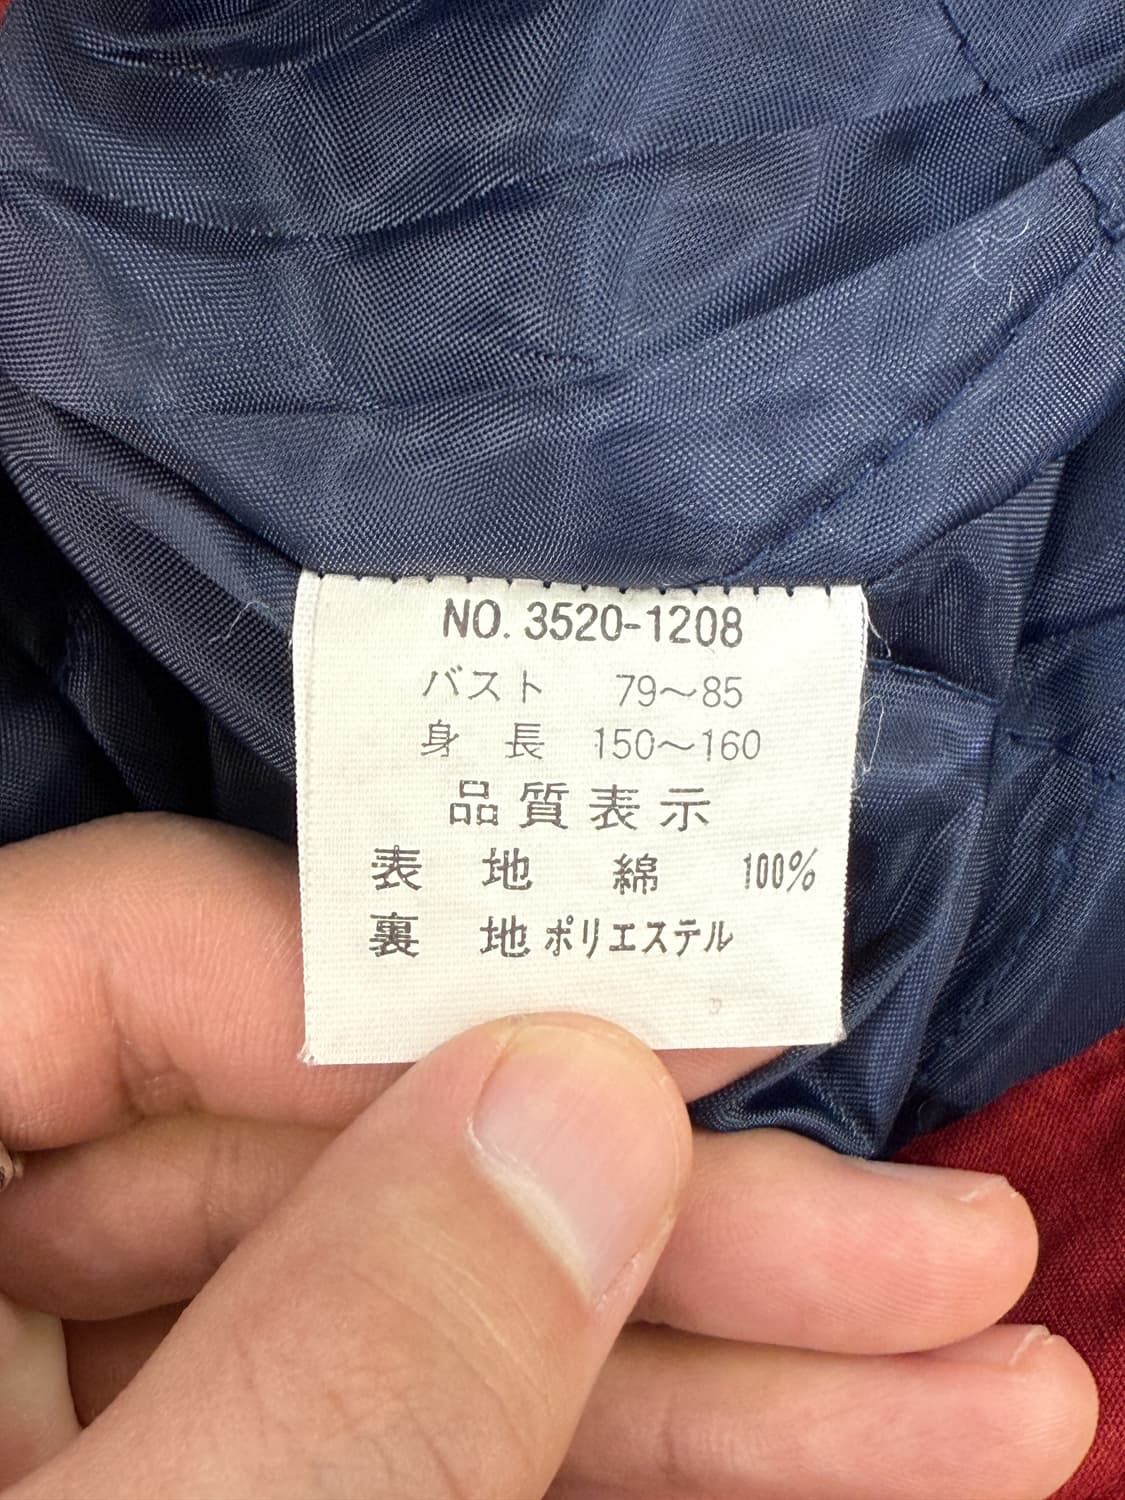 NO. 3520-1208
バスト 79〜85
身長 150〜160
品質表示
表地 綿 100%
裏地 ポリエステル